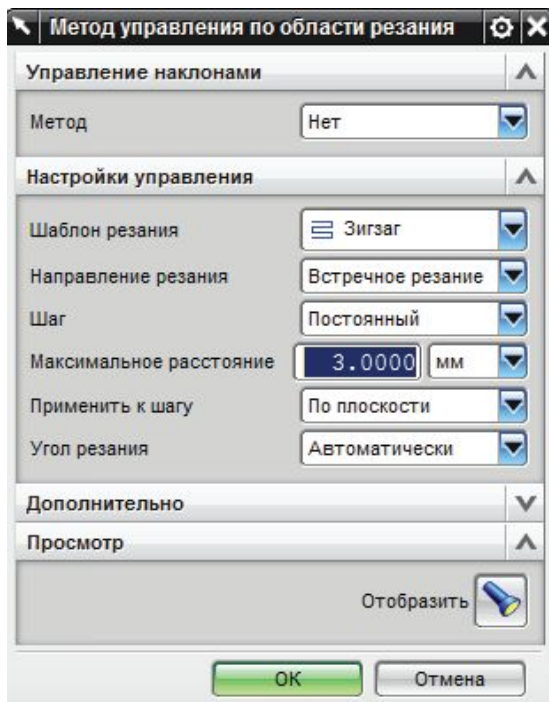 Метод управления по области резания
Управление наклонами
Метод Нет
Настройки управления
Шаблон резания Зигзаг
Направление резания Встречное резание
Шаг Постоянный
Максимальное расстояние 3.0000 мм
Применить к шагу По плоскости
Угол резания Автоматически
Дополнительно
Просмотр
Отобразить
ОК Отмена